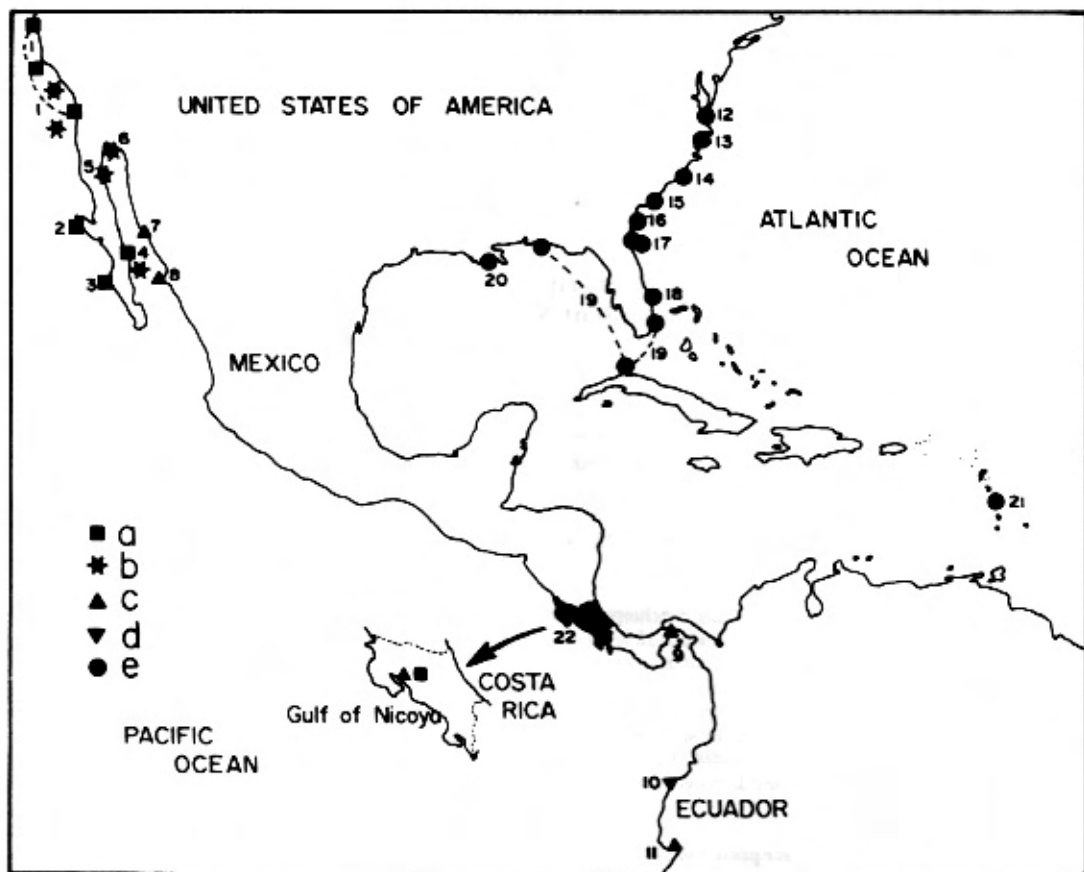 UNITED STATES OF AMERICA
ATLANTIC
OCEAN
MEXICO
COSTA
RICA
Gulf of Nicoya
PACIFIC
OCEAN
ECUADOR
a
b
c
d
e
1
2
3
4
5
6
7
8
9
10
11
12
13
14
15
16
17
18
19
19
20
21
22